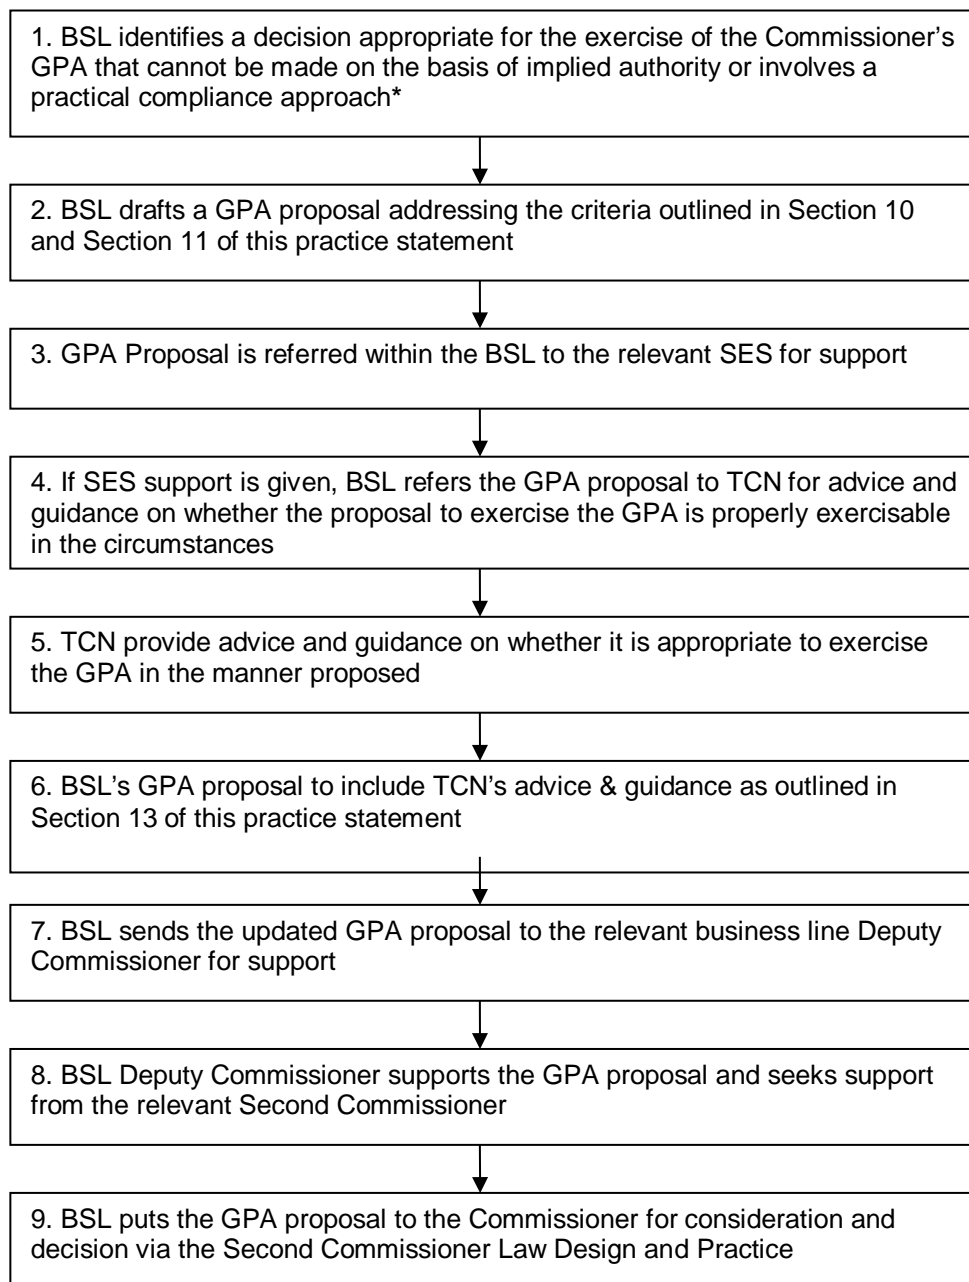 1. BSL identifies a decision appropriate for the exercise of the Commissioner’s
GPA that cannot be made on the basis of implied authority or involves a
practical compliance approach*
2. BSL drafts a GPA proposal addressing the criteria outlined in Section 10
and Section 11 of this practice statement
3. GPA Proposal is referred within the BSL to the relevant SES for support
4. If SES support is given, BSL refers the GPA proposal to TCN for advice and
guidance on whether the proposal to exercise the GPA is properly exercisable
in the circumstances
5. TCN provide advice and guidance on whether it is appropriate to exercise
the GPA in the manner proposed
6. BSL’s GPA proposal to include TCN’s advice & guidance as outlined in
Section 13 of this practice statement
7. BSL sends the updated GPA proposal to the relevant business line Deputy
Commissioner for support
8. BSL Deputy Commissioner supports the GPA proposal and seeks support
from the relevant Second Commissioner
9. BSL puts the GPA proposal to the Commissioner for consideration and
decision via the Second Commissioner Law Design and Practice